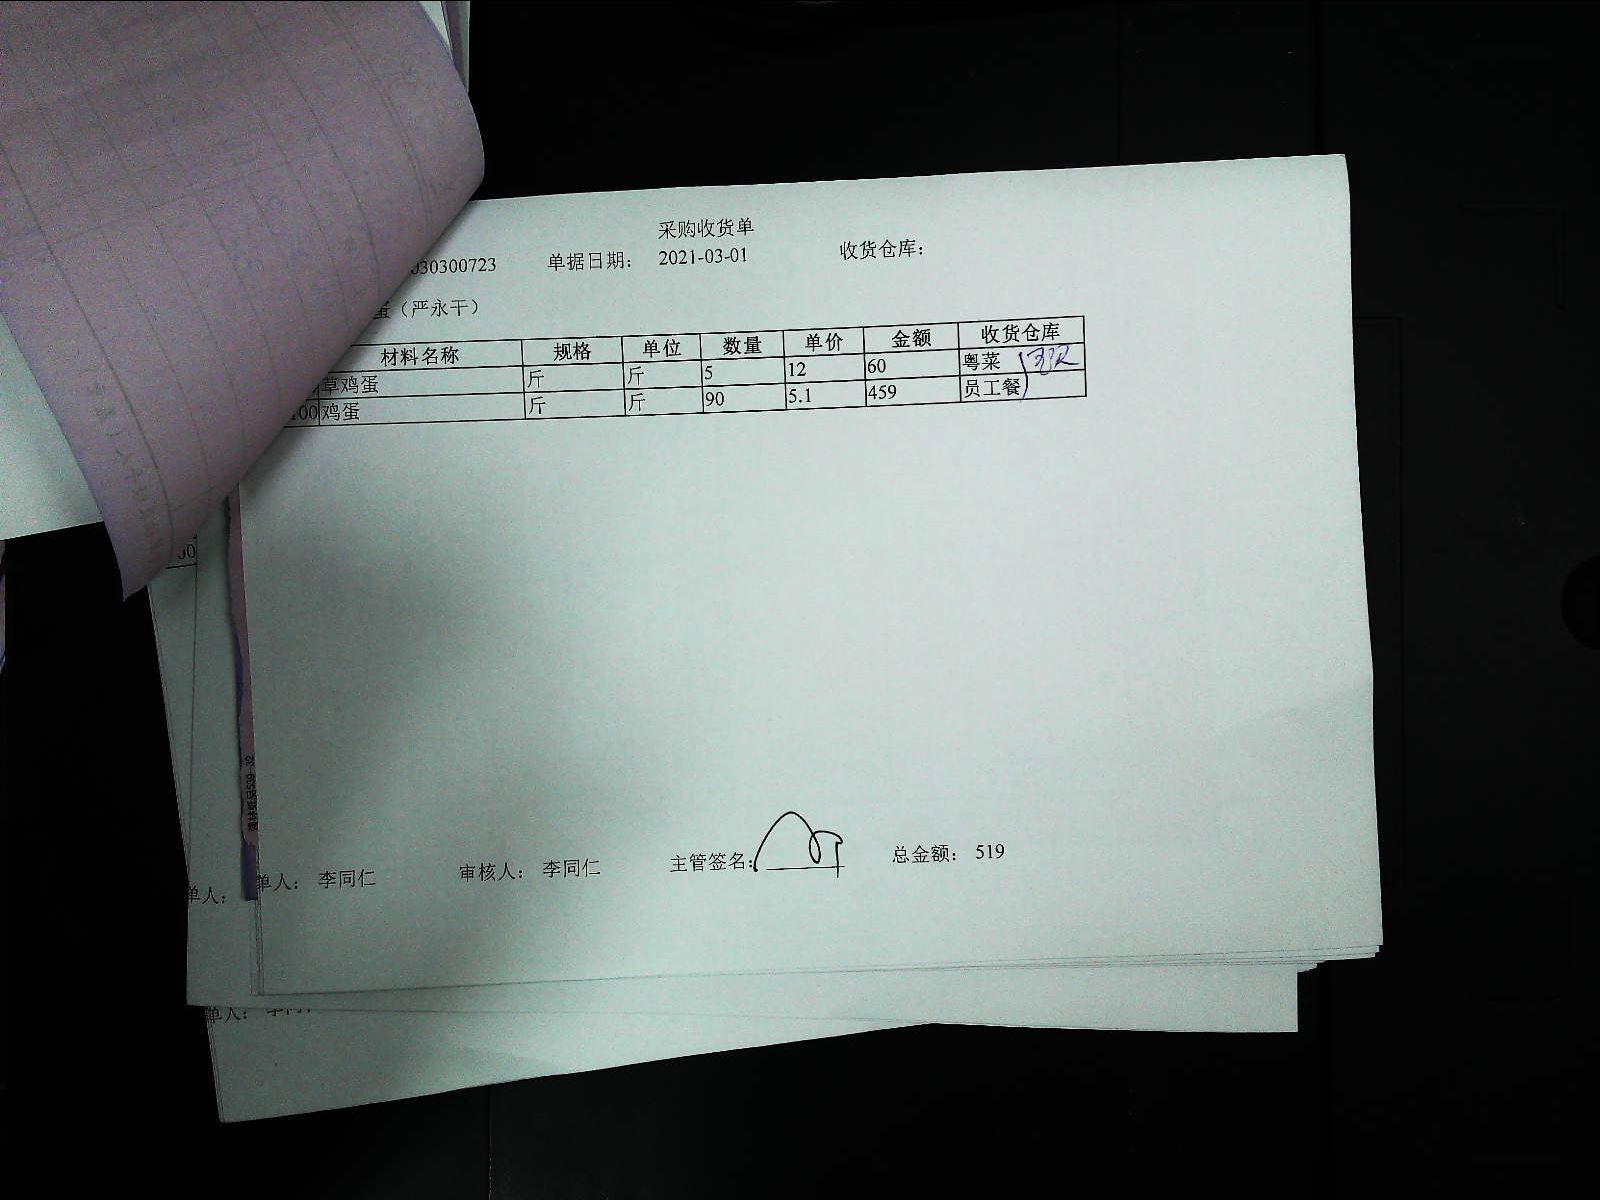 采购收货单
030300723 单据日期： 2021-03-01 收货仓库：
蛋（严永干）
材料名称 规格 单位 数量 单价 金额 收货仓库
草鸡蛋 斤 斤 5 12 60 粤菜
00 鸡蛋 斤 斤 90 5.1 459 员工餐
00
单人： 李同仁 审核人： 李同仁 主管签名： 总金额： 519
单人：
单人：